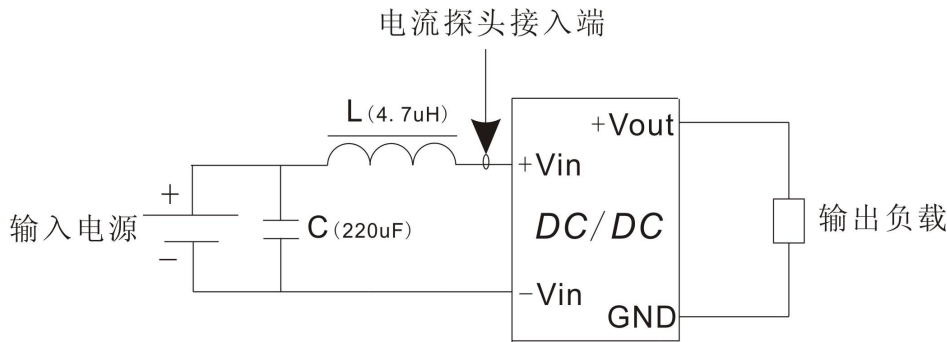 电流探头接入端
L(4.7uH)
+Vout
+Vin
+
输入电源
C(220uF)
DC/DC
输出负载
−
−Vin
GND